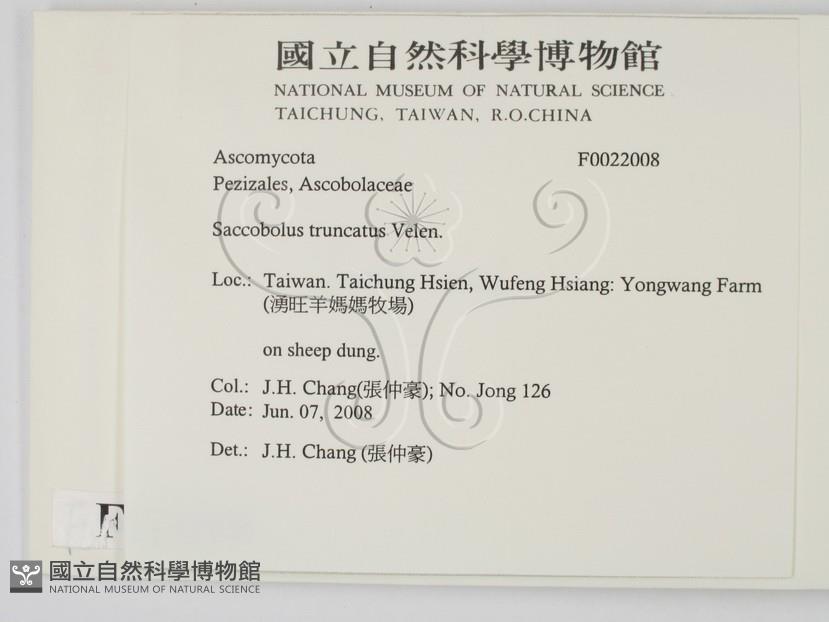 國立自然科學博物館
NATIONAL MUSEUM OF NATURAL SCIENCE
TAICHUNG, TAIWAN, R.O.CHINA
Ascomycota F0022008
Pezizales, Ascobolaceae
Saccobolus truncatus Velen.
Loc.: Taiwan. Taichung Hsien, Wufeng Hsiang: Yongwang Farm
(湧旺羊媽媽牧場)
on sheep dung.
Col.: J.H. Chang(張仲豪); No. Jong 126
Date: Jun. 07, 2008
Det.: J.H. Chang (張仲豪)
國立自然科學博物館
NATIONAL MUSEUM OF NATURAL SCIENCE